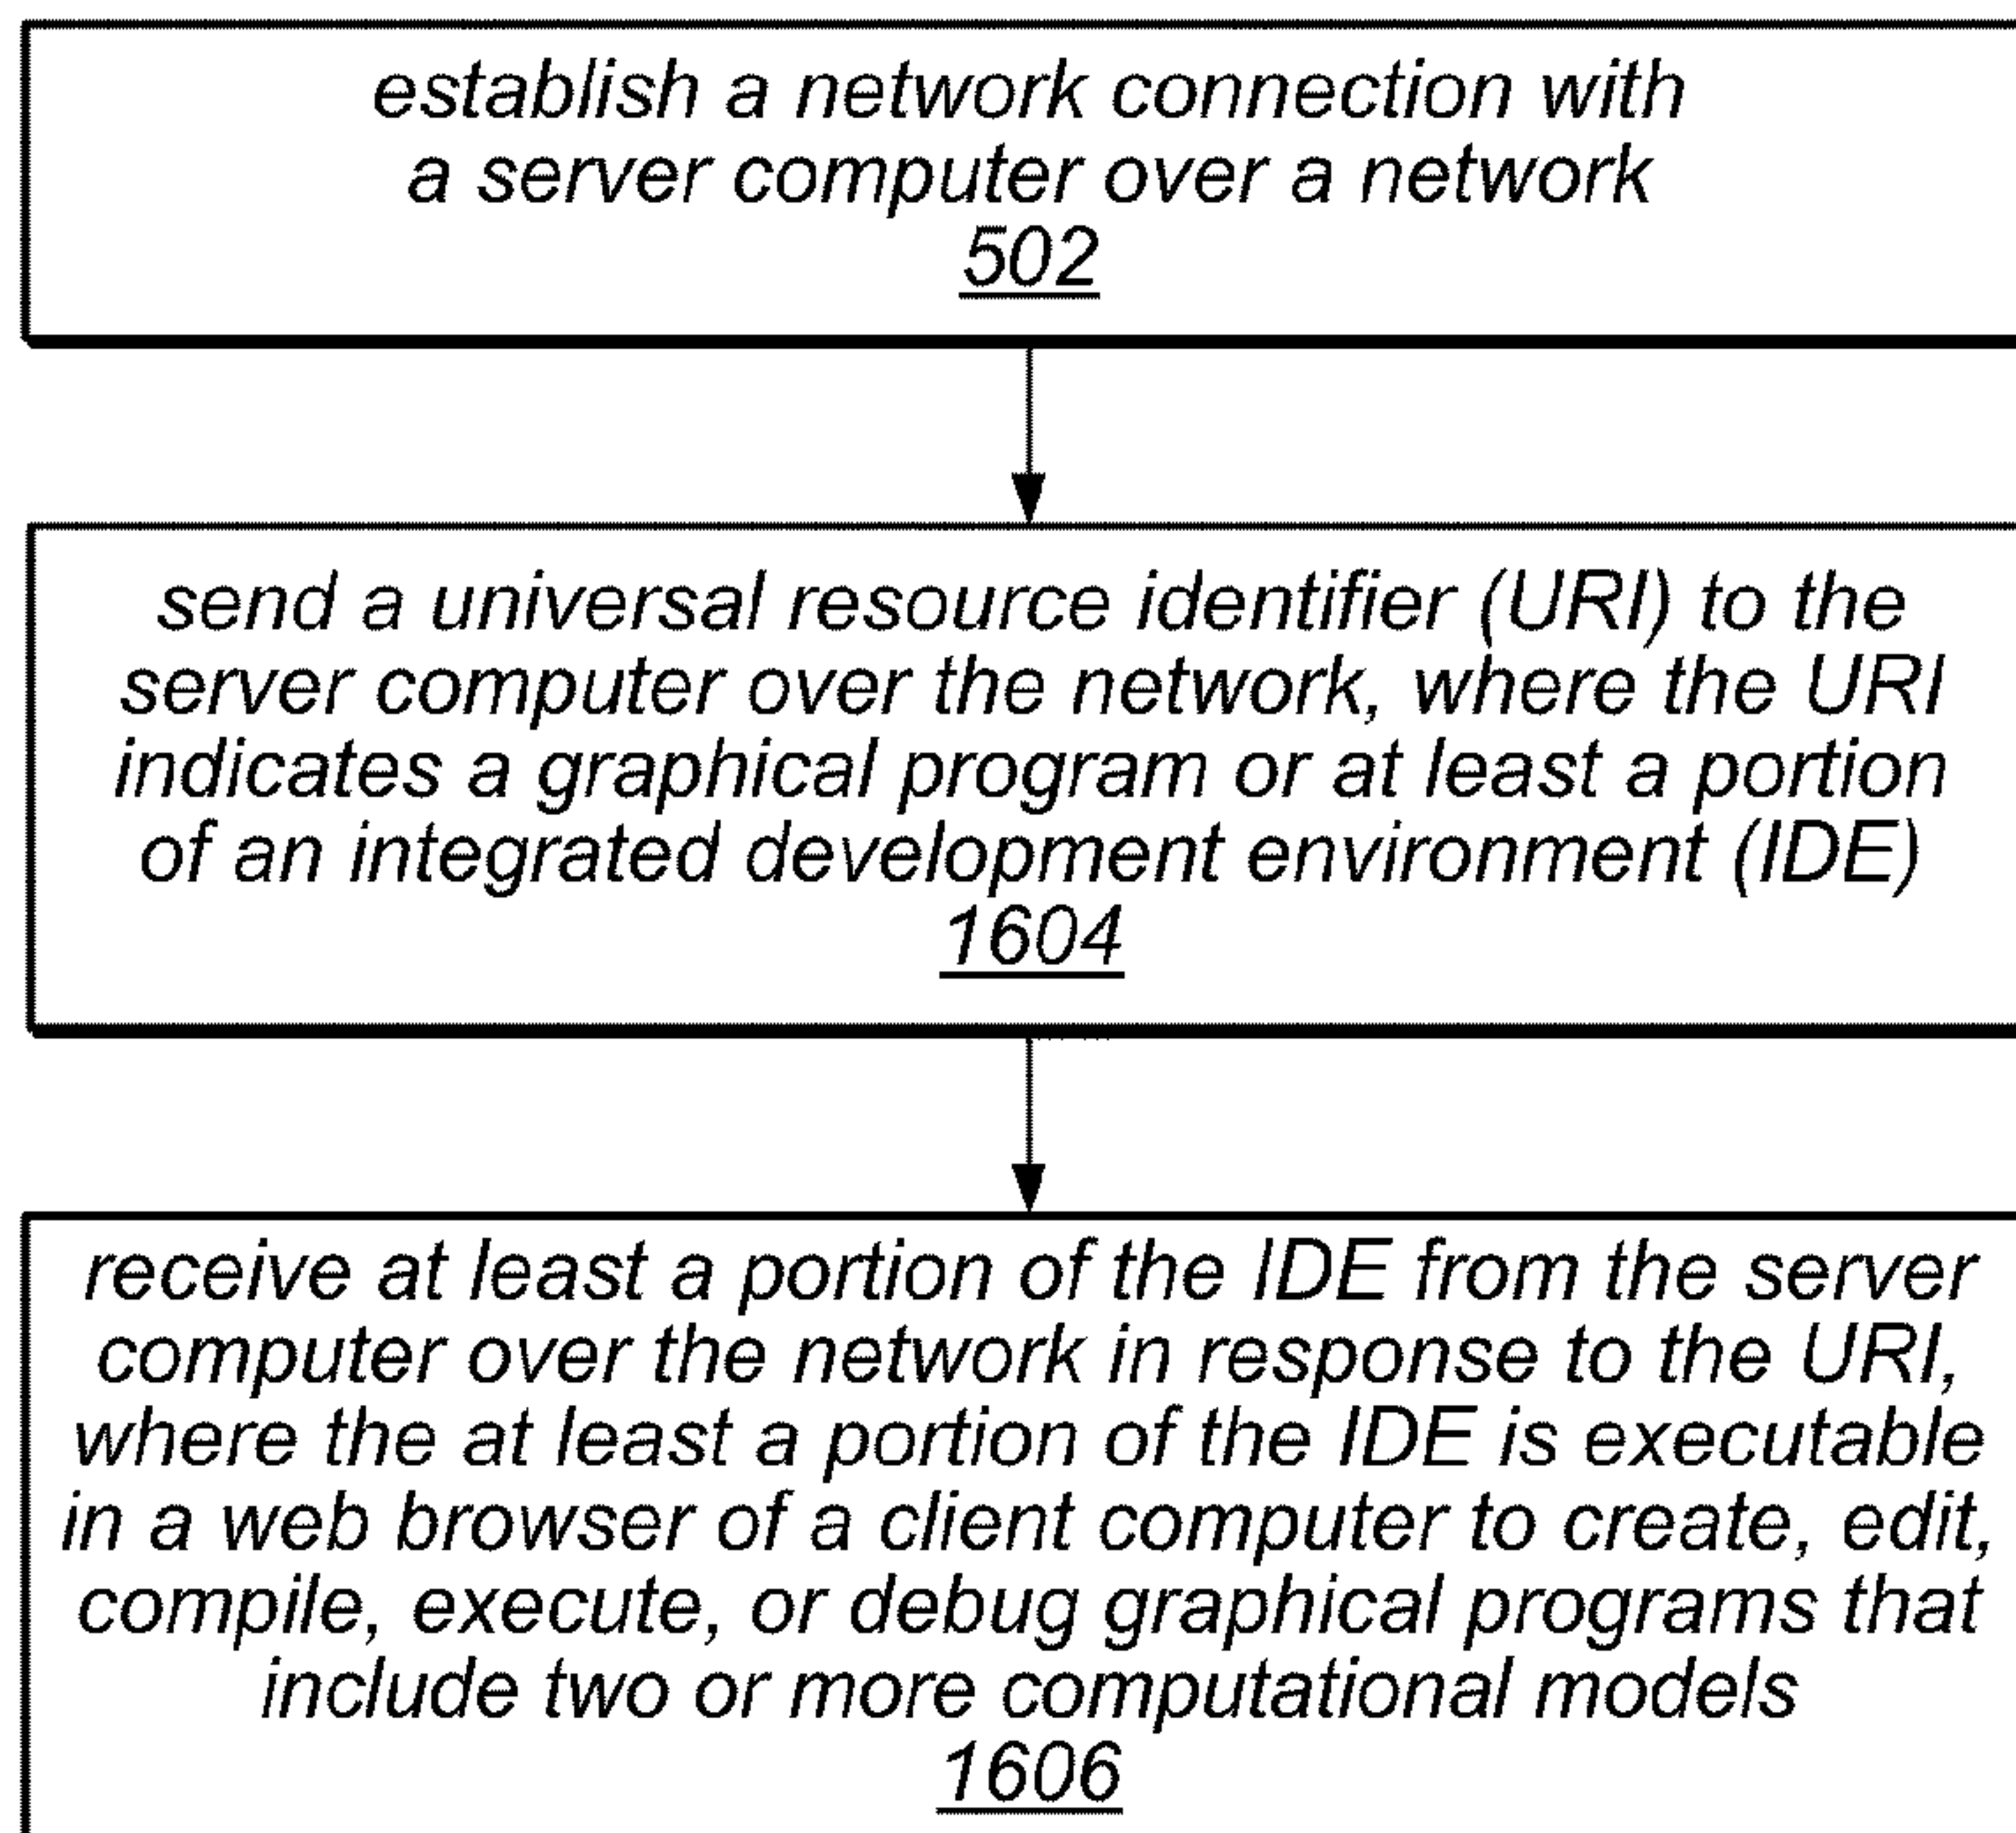 establish a network connection with
a server computer over a network
502
send a universal resource identifier (URI) to the
server computer over the network, where the URI
indicates a graphical program or at least a portion
of an integrated development environment (IDE)
1604
receive at least a portion of the IDE from the server
computer over the network in response to the URI,
where the at least a portion of the IDE is executable
in a web browser of a client computer to create, edit,
compile, execute, or debug graphical programs that
include two or more computational models
1606